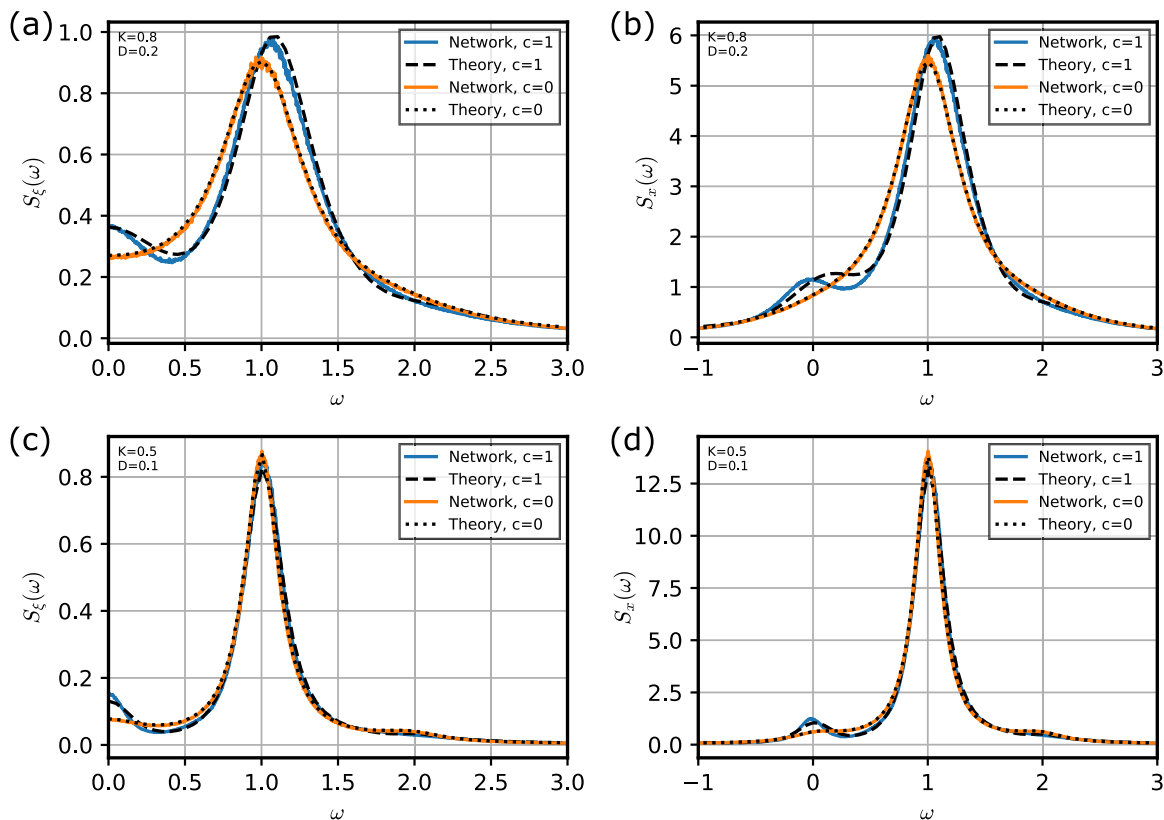 (a)
K=0.8
D=0.2
Network, c=1
Theory, c=1
Network, c=0
Theory, c=0
1.0
0.8
0.6
0.4
0.2
0.0
S_ξ(ω)
0.0 0.5 1.0 1.5 2.0 2.5 3.0
ω
(b)
K=0.8
D=0.2
Network, c=1
Theory, c=1
Network, c=0
Theory, c=0
6
5
4
3
2
1
0
S_x(ω)
−1 0 1 2 3
ω
(c)
K=0.5
D=0.1
Network, c=1
Theory, c=1
Network, c=0
Theory, c=0
0.8
0.6
0.4
0.2
0.0
S_ξ(ω)
0.0 0.5 1.0 1.5 2.0 2.5 3.0
ω
(d)
K=0.5
D=0.1
Network, c=1
Theory, c=1
Network, c=0
Theory, c=0
12.5
10.0
7.5
5.0
2.5
0.0
S_x(ω)
−1 0 1 2 3
ω